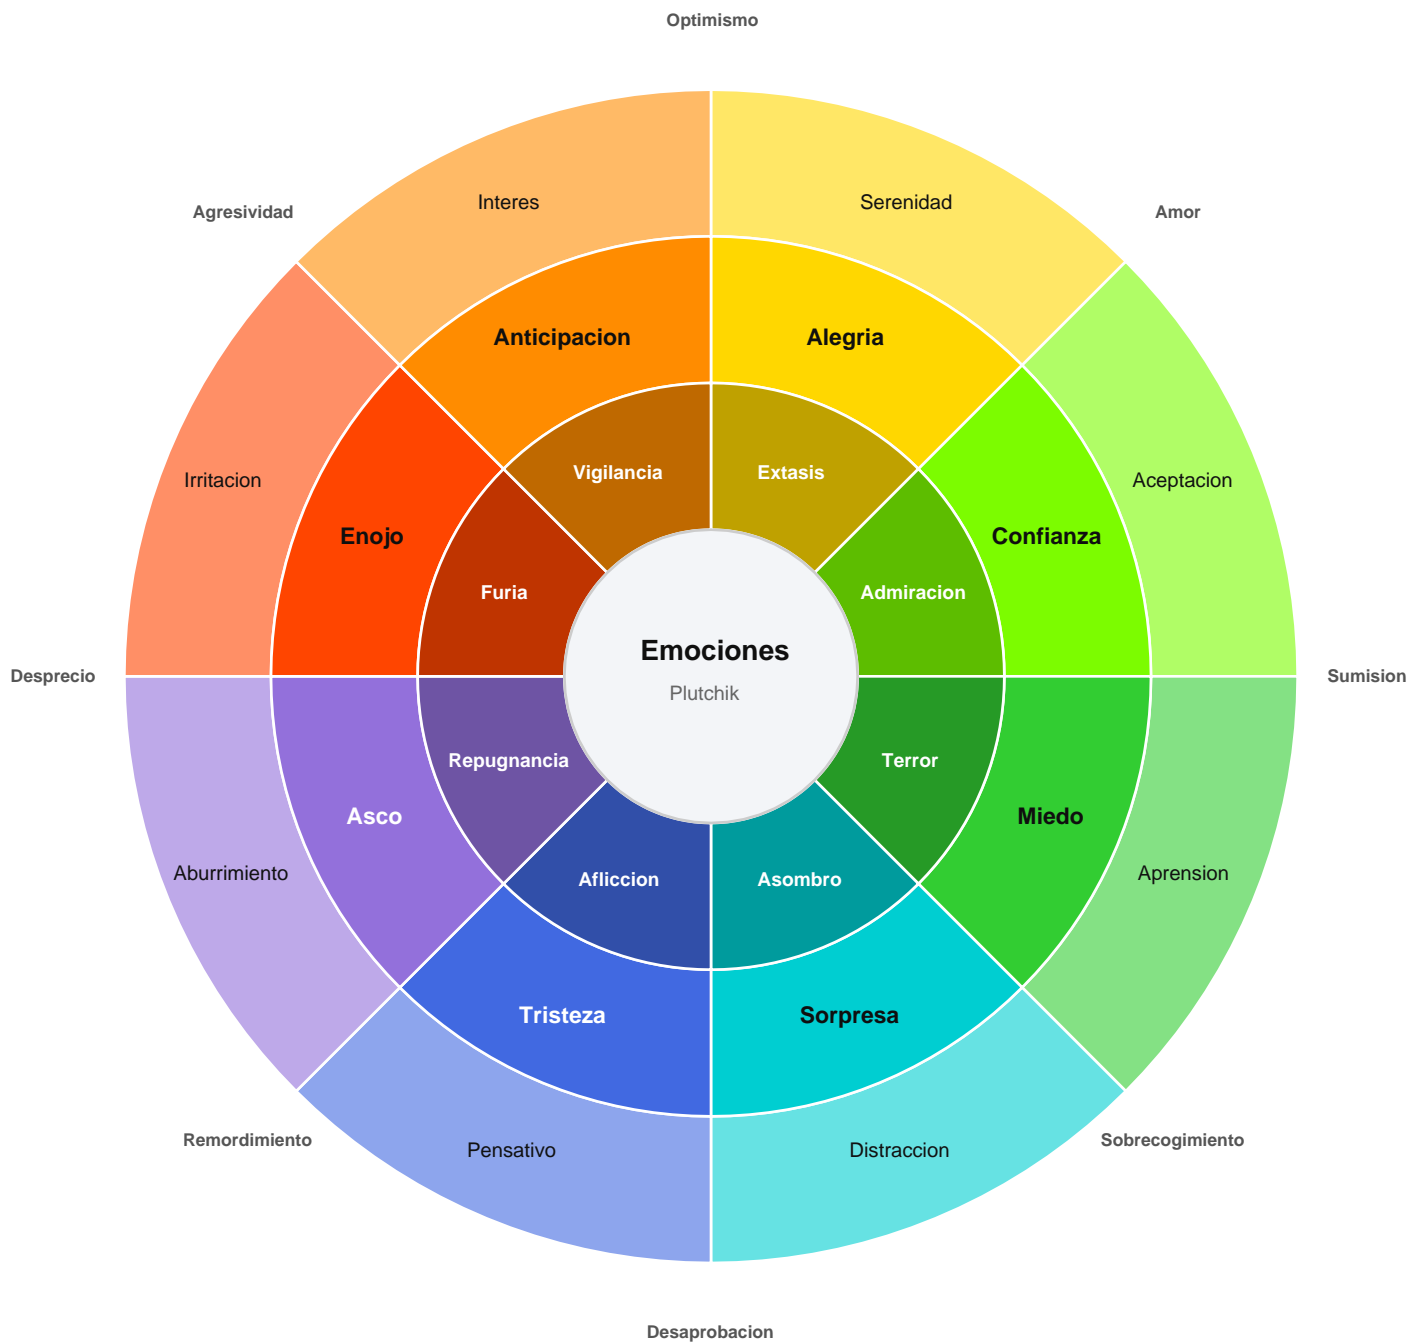 Optimismo
Agresividad
Interes
Serenidad
Amor
Anticipacion
Alegria
Irritacion
Vigilancia
Extasis
Aceptacion
Enojo
Confianza
Furia
Admiracion
Emociones
Plutchik
Desprecio
Sumision
Repugnancia
Terror
Asco
Miedo
Aburrimiento
Afliccion
Asombro
Aprension
Tristeza
Sorpresa
Remordimiento
Pensativo
Distraccion
Sobrecogimiento
Desaprobacion